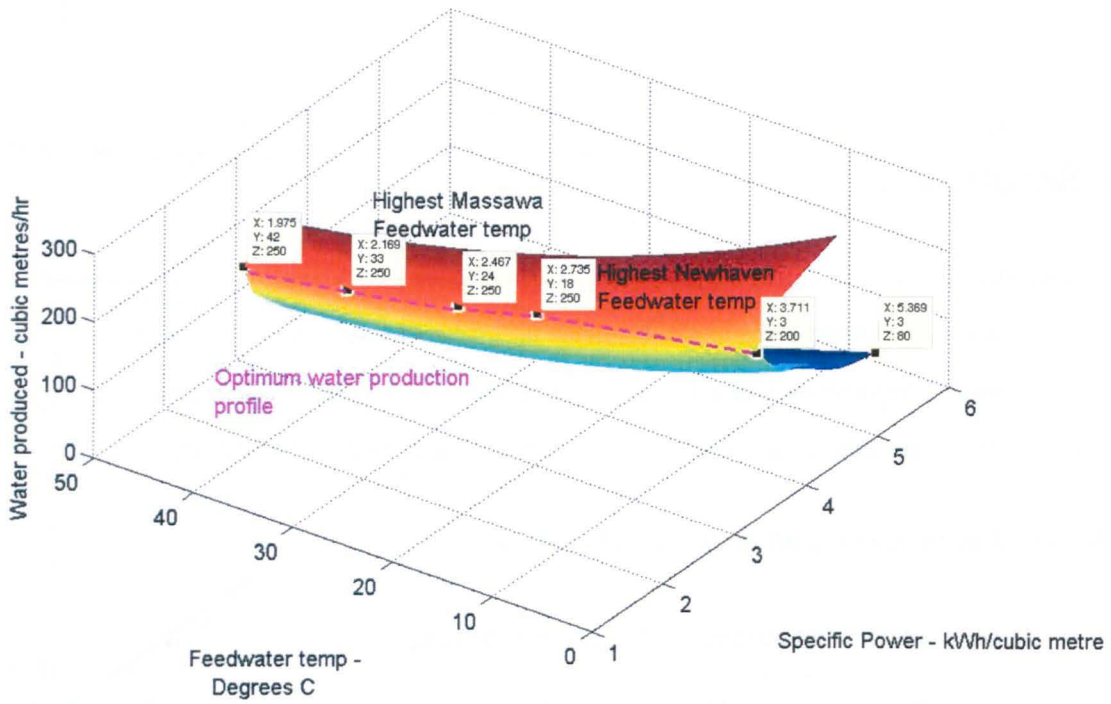 Highest Massawa
Feedwater temp
X: 1.975
Y: 42
Z: 250
X: 2.169
Y: 33
Z: 250
X: 2.467
Y: 24
Z: 250
X: 2.735
Y: 18
Z: 250
Highest Newhaven
Feedwater temp
X: 3.711
Y: 3
Z: 200
X: 5.369
Y: 3
Z: 80
Optimum water production
profile
Water produced - cubic metres/hr
300
200
100
0
50
40
30
20
10
0
1
2
3
4
5
6
Feedwater temp -
Degrees C
Specific Power - kWh/cubic metre